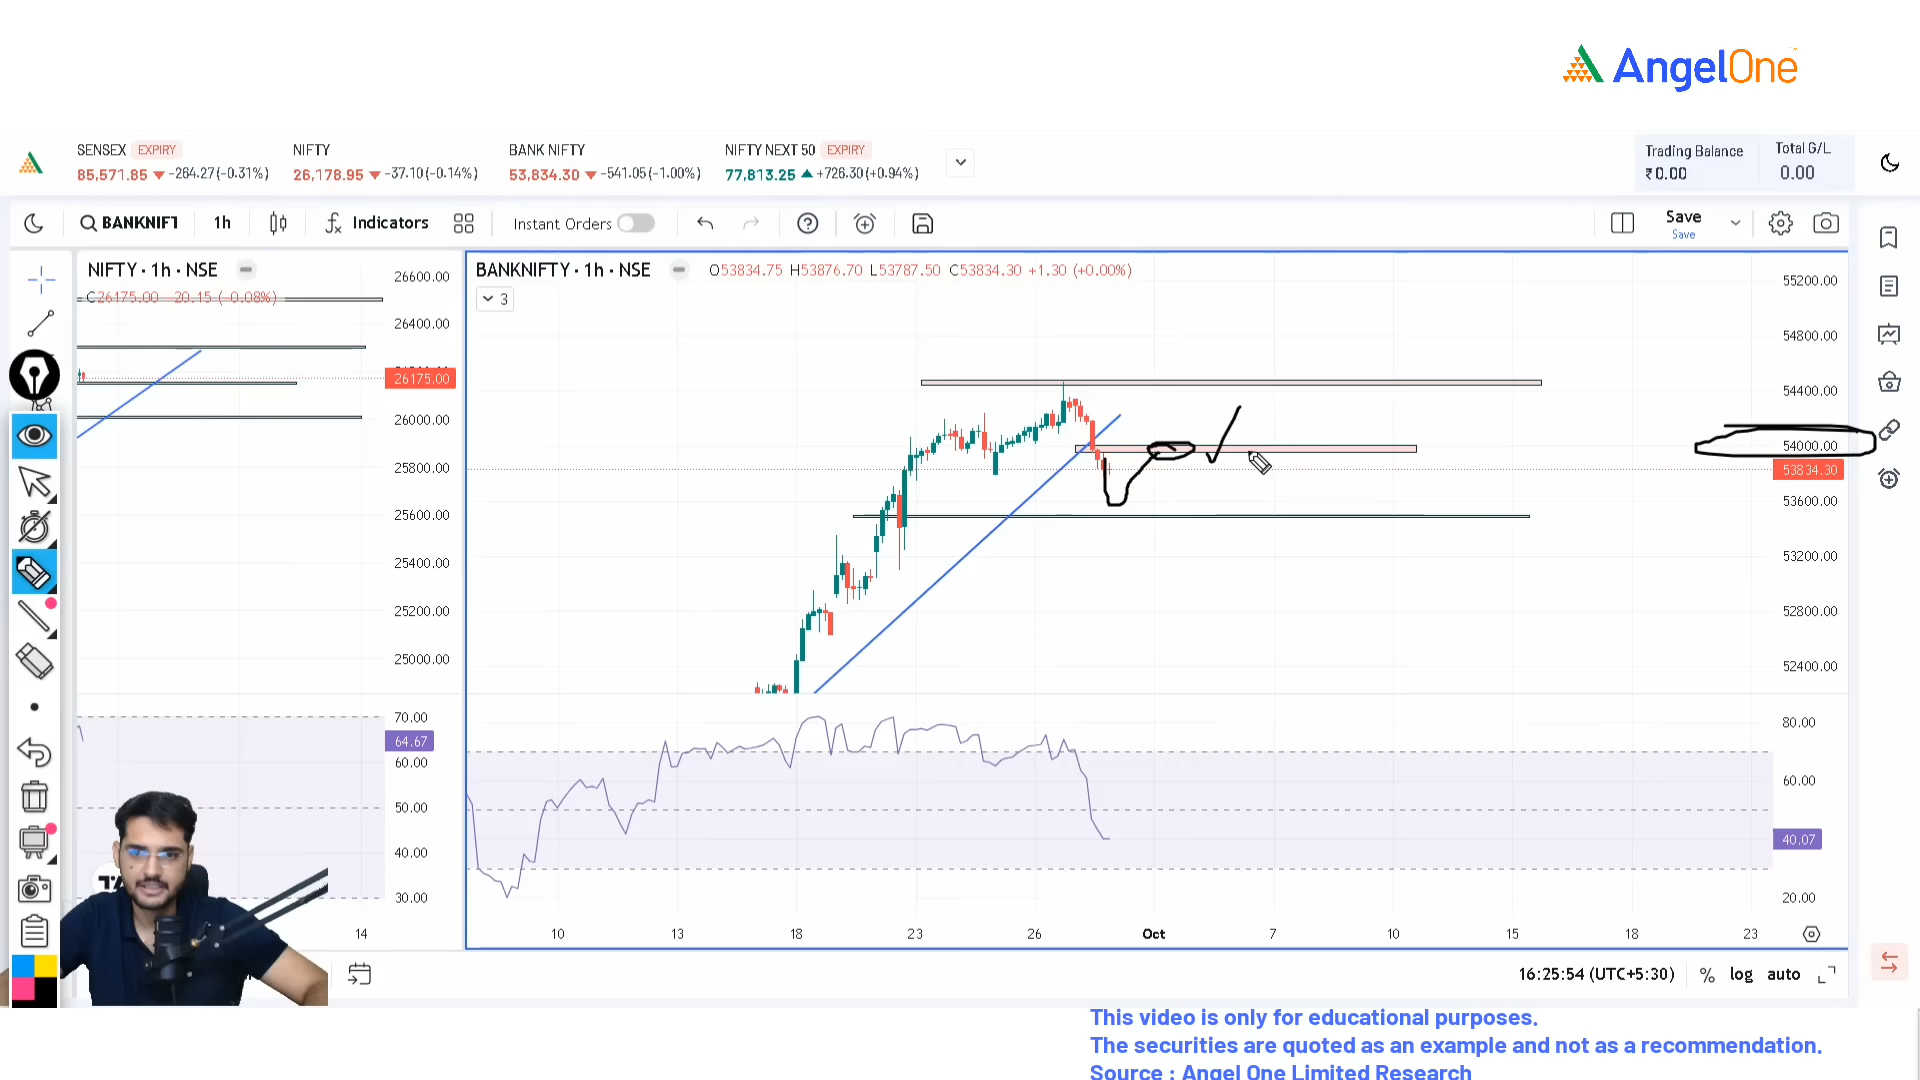 AngelOne
SENSEX EXPIRY
85,571.85 -264.27(-0.31%)
NIFTY
26,178.95 -37.10(-0.14%)
BANK NIFTY
53,834.30 -541.05(-1.00%)
NIFTY NEXT 50 EXPIRY
77,813.25 +726.30(+0.94%)
Trading Balance
₹0.00
Total G/L
0.00
BANKNIFT
1h
Indicators
Instant Orders
Save
Save
NIFTY · 1h · NSE
C26175.00 -20.15 (-0.08%)
26600.00
26400.00
26175.00
26000.00
25800.00
25600.00
25400.00
25200.00
25000.00
70.00
64.67
60.00
50.00
40.00
30.00
14
BANKNIFTY · 1h · NSE O53834.75 H53876.70 L53787.50 C53834.30 +1.30 (+0.00%)
3
55200.00
54800.00
54400.00
54000.00
53834.30
53600.00
53200.00
52800.00
52400.00
80.00
60.00
40.07
20.00
10 13 18 23 26 Oct 7 10 15 18 23
16:25:54 (UTC+5:30) % log auto
This video is only for educational purposes.
The securities are quoted as an example and not as a recommendation.
Source : Angel One Limited Research